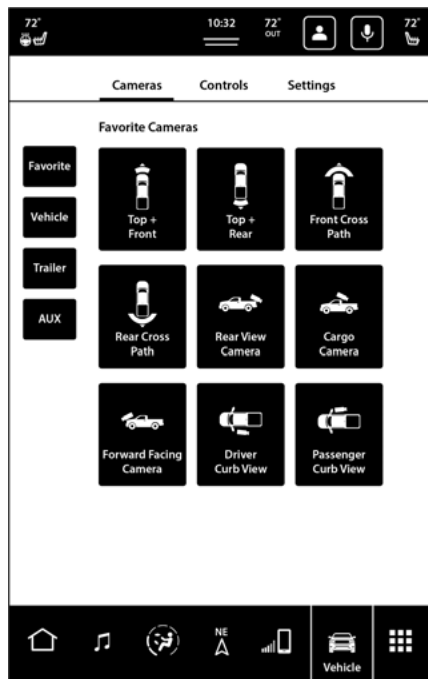 72°
10:32
72°
OUT
72°
Cameras
Controls
Settings
Favorite Cameras
Favorite
Vehicle
Trailer
AUX
Top +
Front
Top +
Rear
Front Cross
Path
Rear Cross
Path
Rear View
Camera
Cargo
Camera
Forward Facing
Camera
Driver
Curb View
Passenger
Curb View
NE
Vehicle